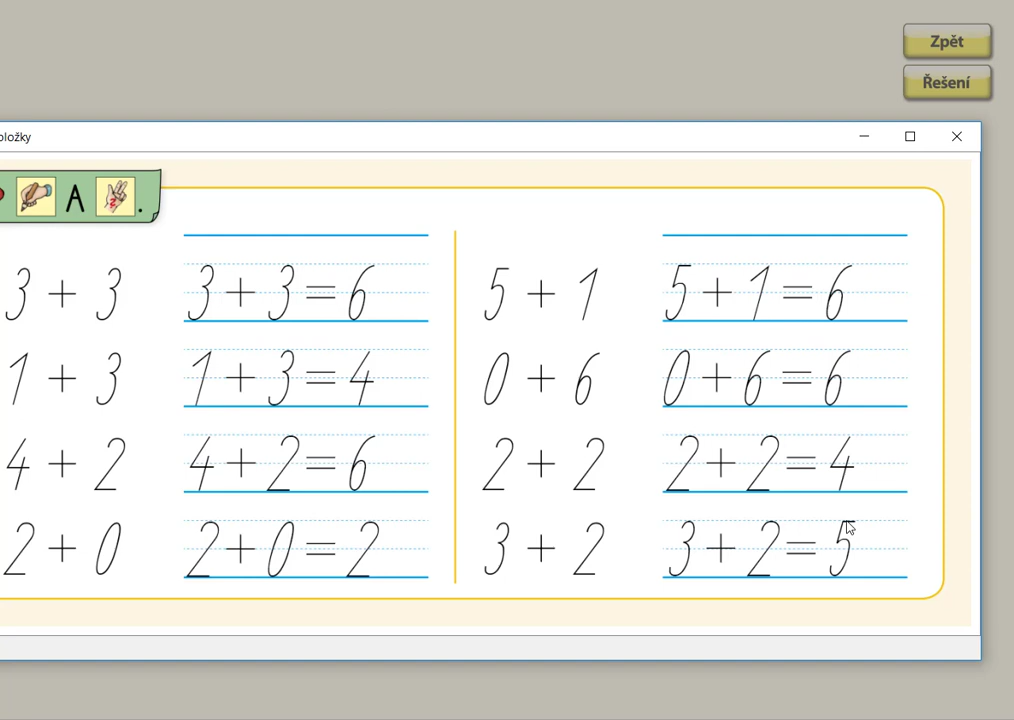 Zpět
Řešení
oložky
A 2 .
3 + 3 3 + 3 = 6
1 + 3 1 + 3 = 4
4 + 2 4 + 2 = 6
2 + 0 2 + 0 = 2
5 + 1 5 + 1 = 6
0 + 6 0 + 6 = 6
2 + 2 2 + 2 = 4
3 + 2 3 + 2 = 5